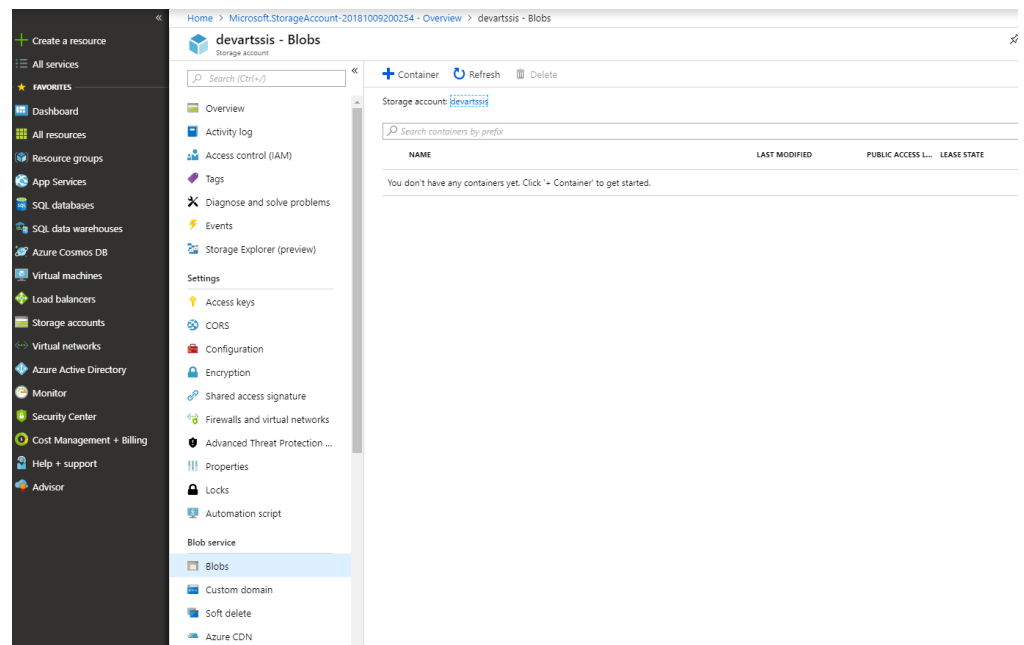 «
Create a resource
All services
FAVORITES
Dashboard
All resources
Resource groups
App Services
SQL databases
SQL data warehouses
Azure Cosmos DB
Virtual machines
Load balancers
Storage accounts
Virtual networks
Azure Active Directory
Monitor
Security Center
Cost Management + Billing
Help + support
Advisor
Home > Microsoft.StorageAccount-20181009200254 - Overview > devartssis - Blobs
devartssis - Blobs
Storage account
Search (Ctrl+/)
«
Overview
Activity log
Access control (IAM)
Tags
Diagnose and solve problems
Events
Storage Explorer (preview)
Settings
Access keys
CORS
Configuration
Encryption
Shared access signature
Firewalls and virtual networks
Advanced Threat Protection ...
Properties
Locks
Automation script
Blob service
Blobs
Custom domain
Soft delete
Azure CDN
Container Refresh Delete
Storage account: devartssis
Search containers by prefix
NAME LAST MODIFIED PUBLIC ACCESS L... LEASE STATE
You don't have any containers yet. Click '+ Container' to get started.